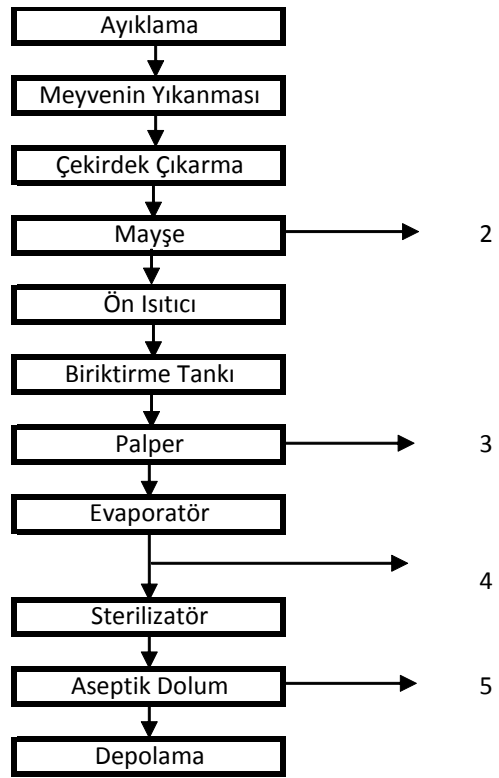 Ayıklama
Meyvenin Yıkanması
Çekirdek Çıkarma
Mayşe
2
Ön Isıtıcı
Biriktirme Tankı
Palper
3
Evaporatör
4
Sterilizatör
Aseptik Dolum
5
Depolama